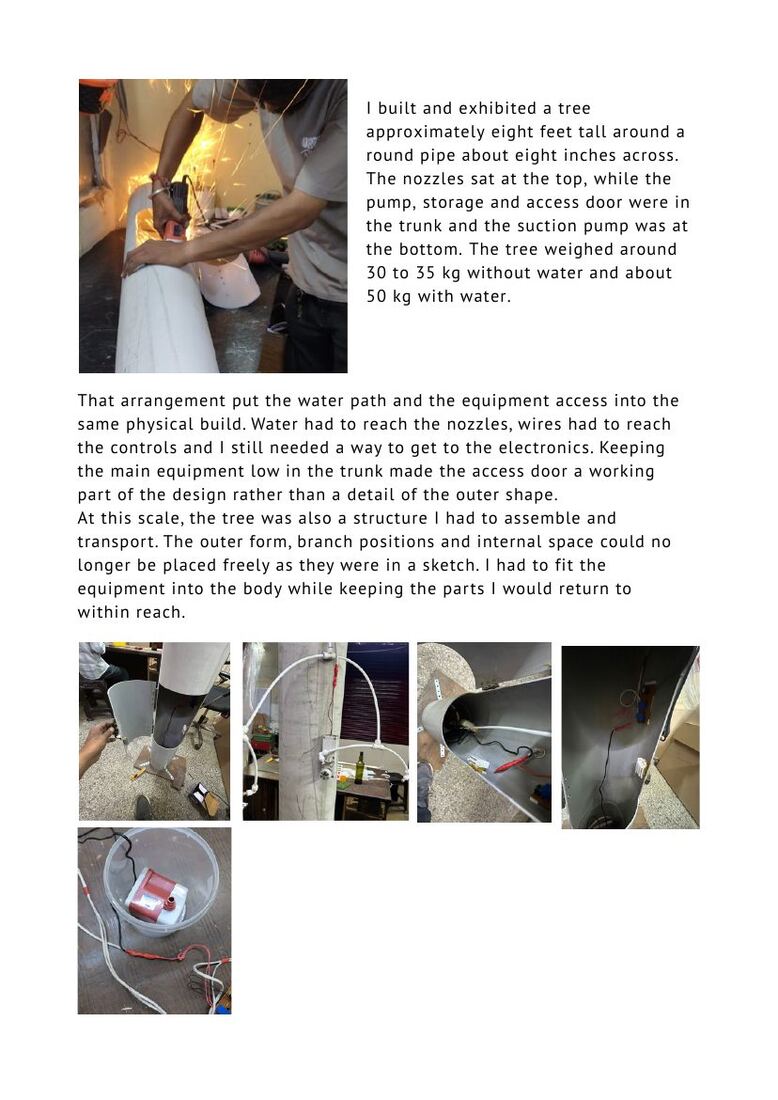 I built and exhibited a tree
approximately eight feet tall around a
round pipe about eight inches across.
The nozzles sat at the top, while the
pump, storage and access door were in
the trunk and the suction pump was at
the bottom. The tree weighed around
30 to 35 kg without water and about
50 kg with water.
That arrangement put the water path and the equipment access into the
same physical build. Water had to reach the nozzles, wires had to reach
the controls and I still needed a way to get to the electronics. Keeping
the main equipment low in the trunk made the access door a working
part of the design rather than a detail of the outer shape.
At this scale, the tree was also a structure I had to assemble and
transport. The outer form, branch positions and internal space could no
longer be placed freely as they were in a sketch. I had to fit the
equipment into the body while keeping the parts I would return to
within reach.